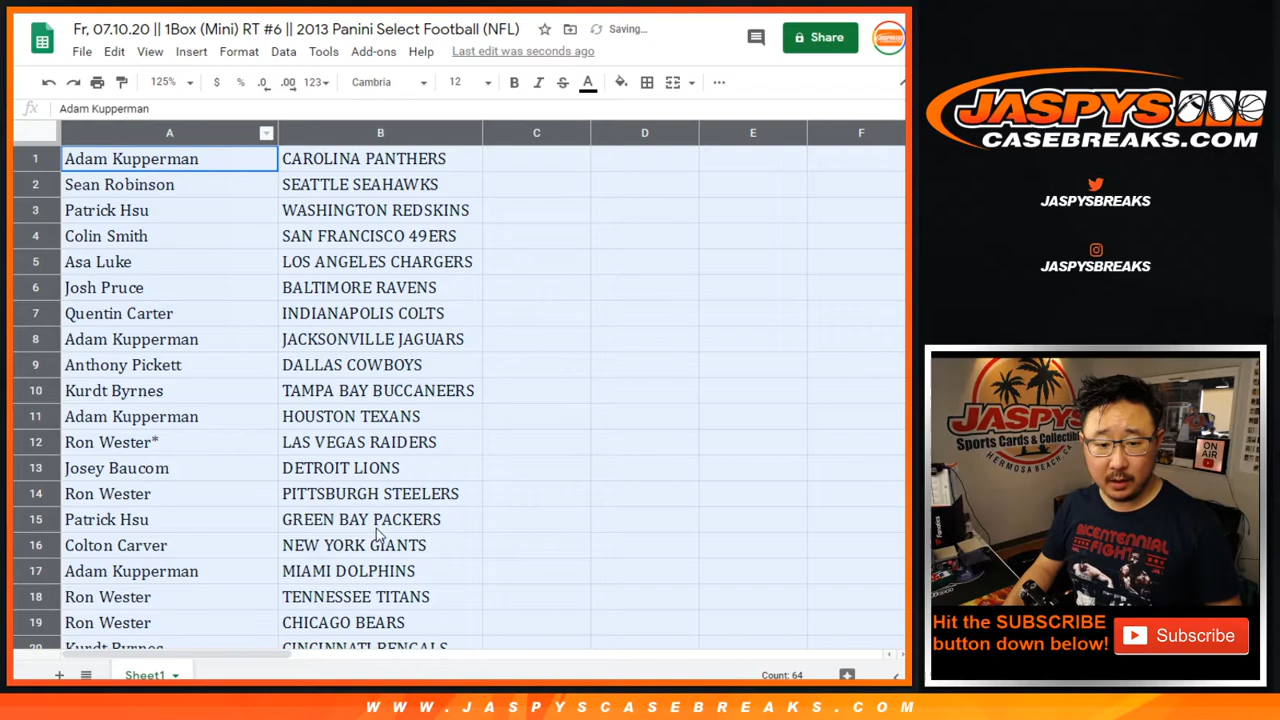 Fr, 07.10.20 || 1Box (Mini) RT #6 || 2013 Panini Select Football (NFL)
Saving...
File Edit View Insert Format Data Tools Add-ons Help Last edit was seconds ago
Share
125% $ % .0 .00 123 Cambria 12 B I S A
fx Adam Kupperman
A B C D E F
1 Adam Kupperman CAROLINA PANTHERS
2 Sean Robinson SEATTLE SEAHAWKS
3 Patrick Hsu WASHINGTON REDSKINS
4 Colin Smith SAN FRANCISCO 49ERS
5 Asa Luke LOS ANGELES CHARGERS
6 Josh Pruce BALTIMORE RAVENS
7 Quentin Carter INDIANAPOLIS COLTS
8 Adam Kupperman JACKSONVILLE JAGUARS
9 Anthony Pickett DALLAS COWBOYS
10 Kurdt Byrnes TAMPA BAY BUCCANEERS
11 Adam Kupperman HOUSTON TEXANS
12 Ron Wester* LAS VEGAS RAIDERS
13 Josey Baucom DETROIT LIONS
14 Ron Wester PITTSBURGH STEELERS
15 Patrick Hsu GREEN BAY PACKERS
16 Colton Carver NEW YORK GIANTS
17 Adam Kupperman MIAMI DOLPHINS
18 Ron Wester TENNESSEE TITANS
19 Ron Wester CHICAGO BEARS
20 Kurdt Byrnes CINCINNATI BENGALS
Sheet1
Count: 64
JASPYS
CASEBREAKS.COM
JASPYSBREAKS
JASPYSBREAKS
JASPYS
Sports Cards & Collectibles
HERMOSA BEACH, CA
ON AIR
BICENTENNIAL
FIGHT
Hit the SUBSCRIBE
button down below!
Subscribe
WWW.JASPYSCASEBREAKS.COM